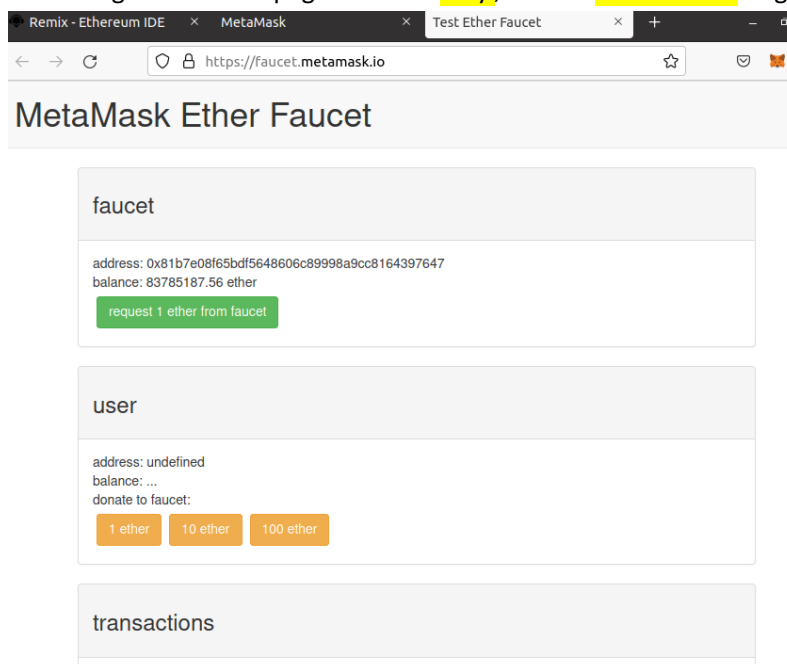 Remix - Ethereum IDE × MetaMask × Test Ether Faucet × +
https://faucet.metamask.io
MetaMask Ether Faucet
faucet
address: 0x81b7e08f65bdf5648606c89998a9cc8164397647
balance: 83785187.56 ether
request 1 ether from faucet
user
address: undefined
balance: ...
donate to faucet:
1 ether 10 ether 100 ether
transactions